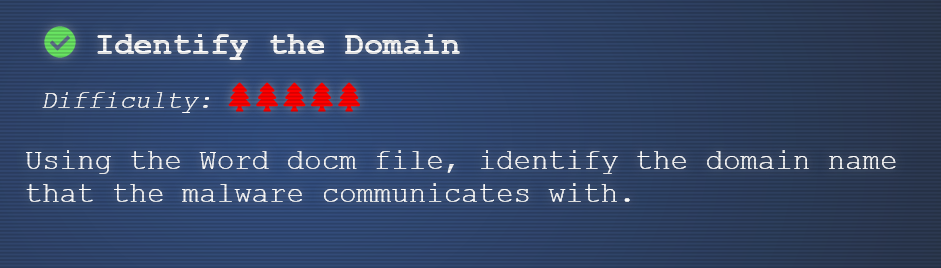 Identify the Domain
Difficulty:
Using the Word docm file, identify the domain name
that the malware communicates with.